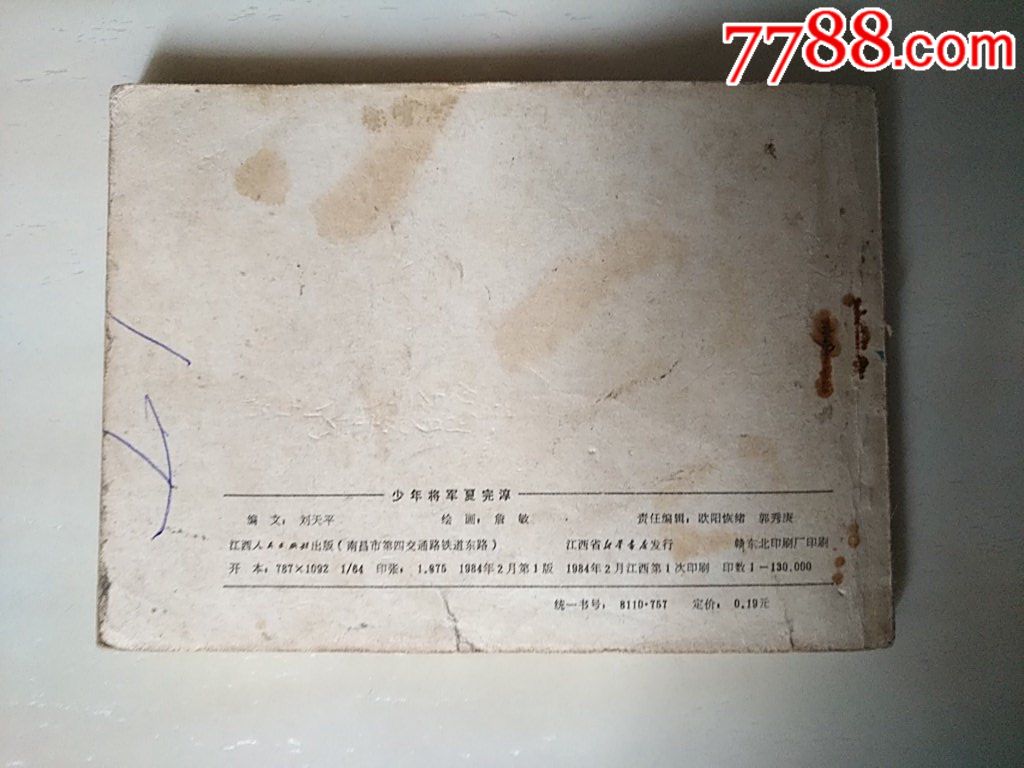 7788.com
少年将军夏完淳
编文：刘天平 绘画：詹敏 责任编辑：欧阳恢绪 郭秀庚
江西人民出版社出版（南昌市第四交通路铁道东路） 江西省新华书店发行 赣东北印刷厂印刷
开本：787×1092 1/64 印张：1.875 1984年2月第1版 1984年2月江西第1次印刷 印数1—130.000
统一书号：8110·767 定价：0.19元